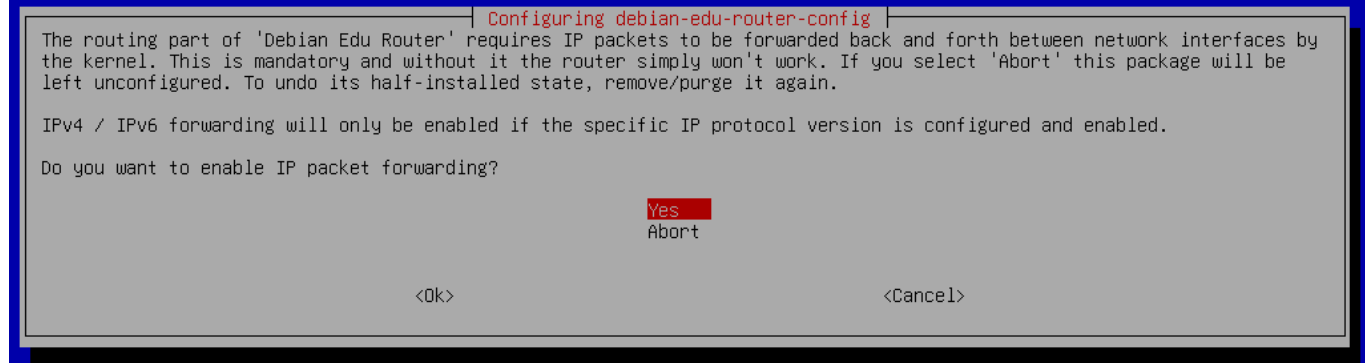 Configuring debian-edu-router-config
The routing part of 'Debian Edu Router' requires IP packets to be forwarded back and forth between network interfaces by
the kernel. This is mandatory and without it the router simply won't work. If you select 'Abort' this package will be
left unconfigured. To undo its half-installed state, remove/purge it again.
IPv4 / IPv6 forwarding will only be enabled if the specific IP protocol version is configured and enabled.
Do you want to enable IP packet forwarding?
Yes
Abort
<Ok> <Cancel>